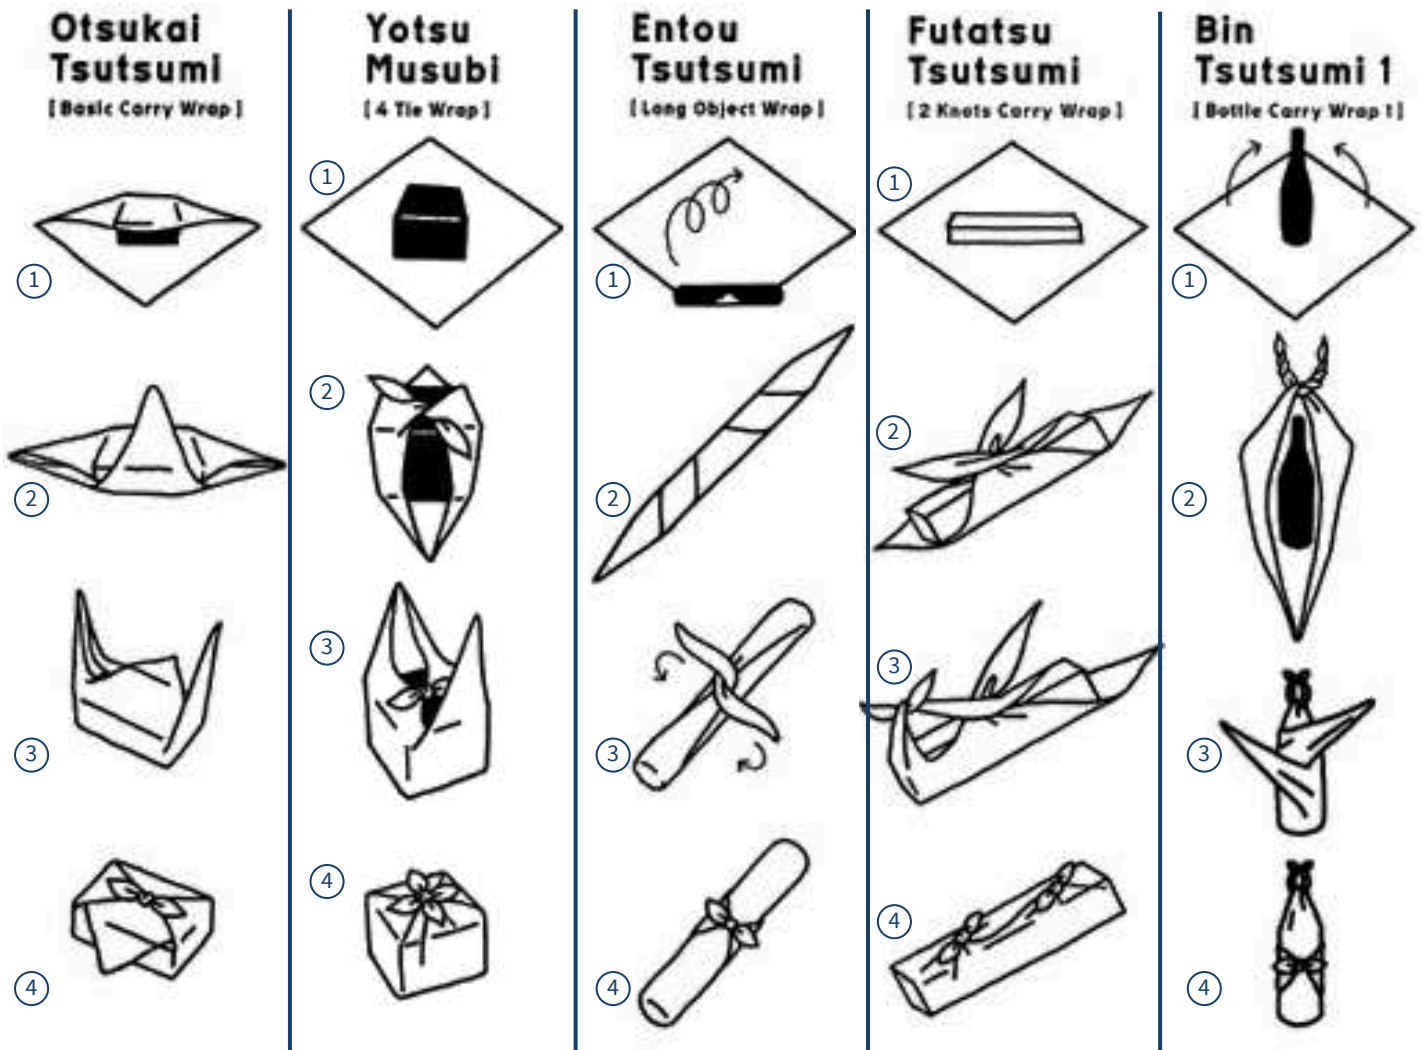 Otsukai
Tsutsumi
[Basic Carry Wrap]
1
2
3
4
Yotsu
Musubi
[4 Tie Wrap]
1
2
3
4
Entou
Tsutsumi
[Long Object Wrap]
1
2
3
4
Futatsu
Tsutsumi
[2 Knots Carry Wrap]
1
2
3
4
Bin
Tsutsumi 1
[Bottle Carry Wrap 1]
1
2
3
4